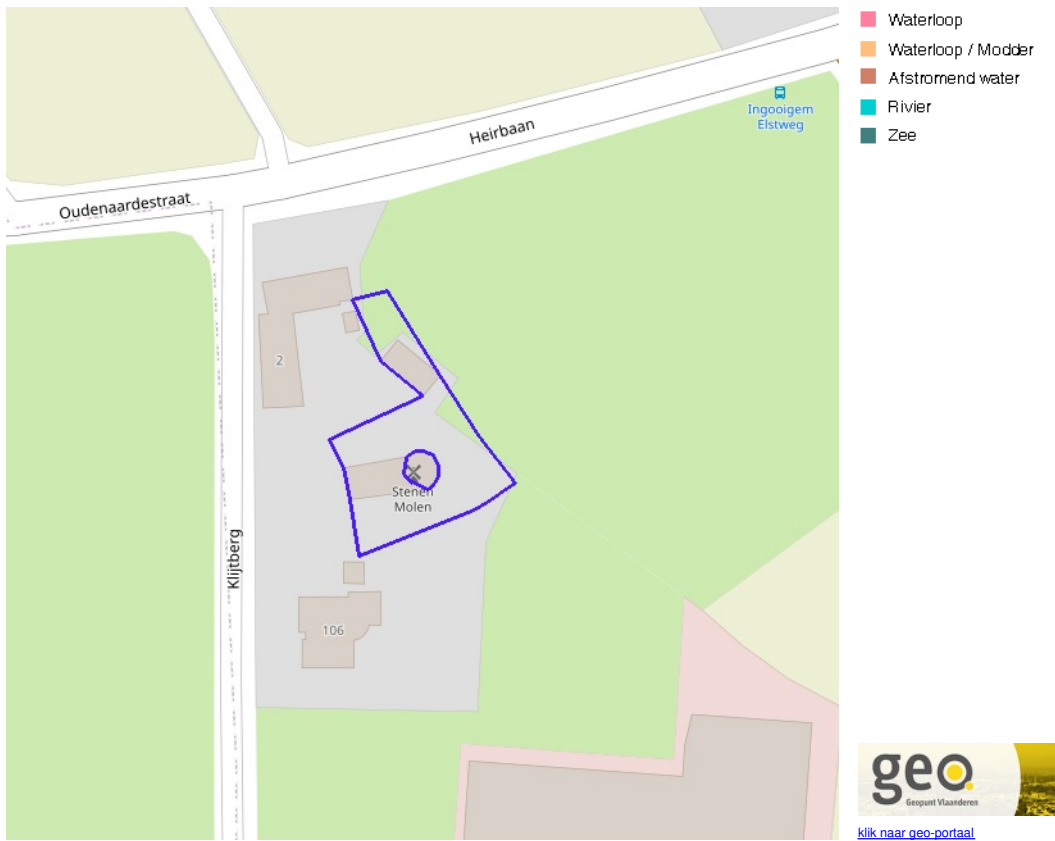 Waterloop
Waterloop / Modder
Afstromend water
Rivier
Zee
Ingooigem
Elstweg
Heirbaan
Oudenaardestraat
2
Stenen
Molen
Klijtberg
106
geo.
Geopunt Vlaanderen
klik naar geo-portaal